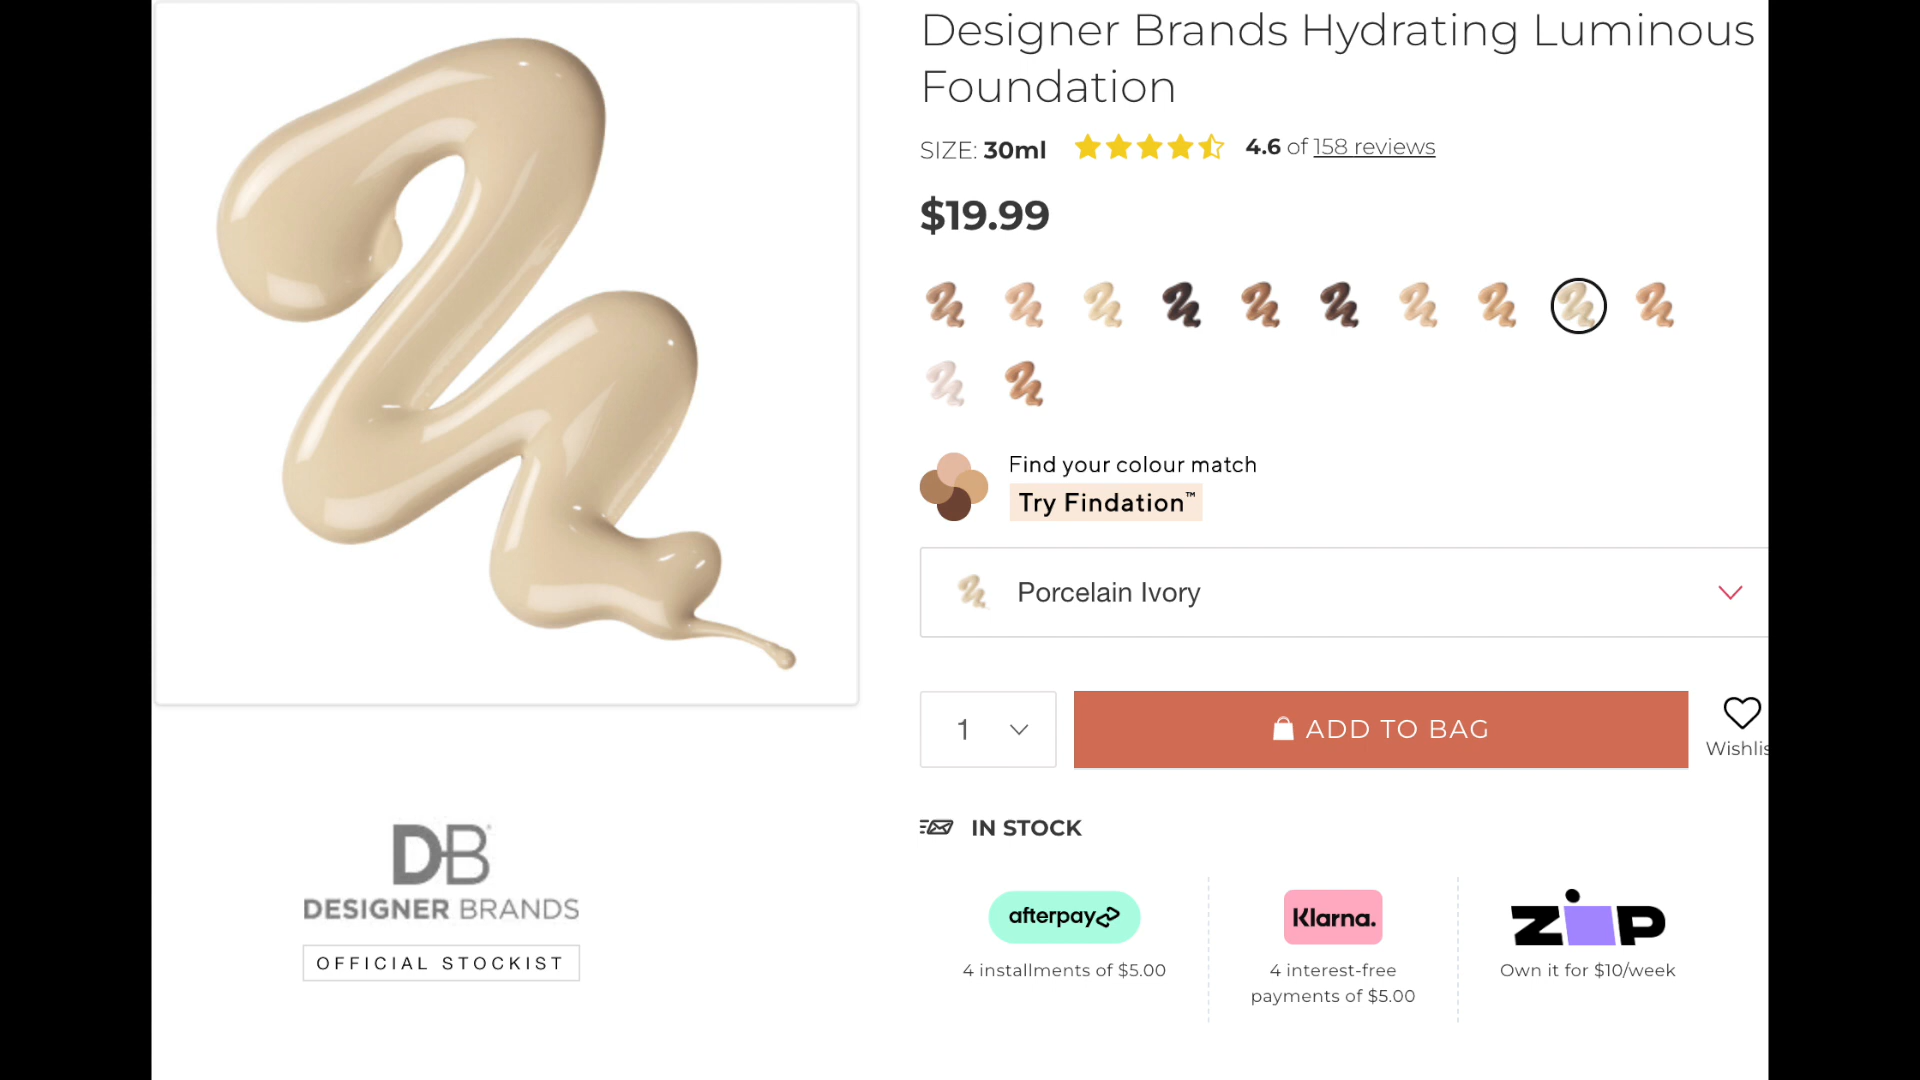 Designer Brands Hydrating Luminous
Foundation
SIZE: 30ml 4.6 of 158 reviews
$19.99
Find your colour match
Try Findation™
Porcelain Ivory
1
ADD TO BAG
Wishlis
IN STOCK
DB
DESIGNER BRANDS
OFFICIAL STOCKIST
afterpay
4 installments of $5.00
Klarna.
4 interest-free
payments of $5.00
ZIP
Own it for $10/week